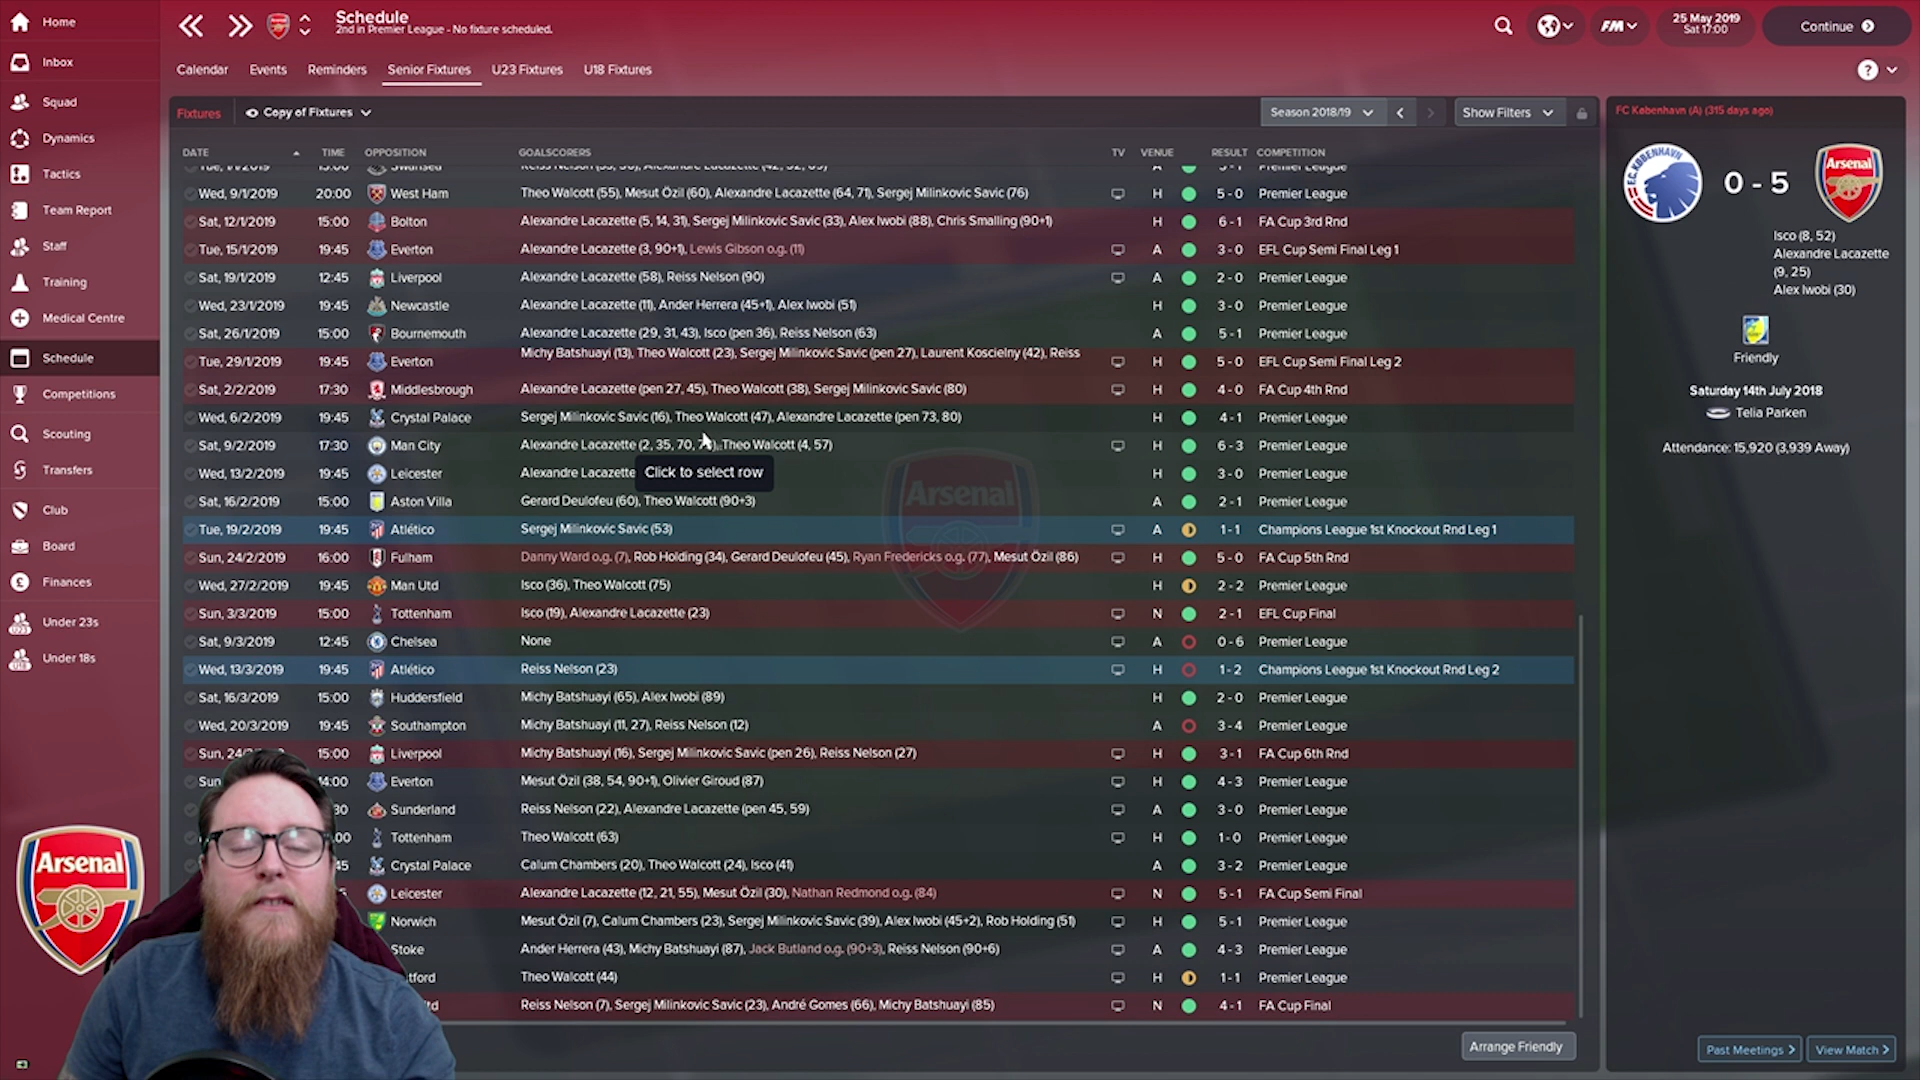 Home
Schedule
2nd in Premier League - No fixture scheduled.
FM
25 May 2019
Sat 17:00
Continue
Inbox
Calendar Events Reminders Senior Fixtures U23 Fixtures U18 Fixtures
?
Squad
Dynamics
Tactics
Team Report
Staff
Training
Medical Centre
Schedule
Competitions
Scouting
Transfers
Club
Board
Finances
Under 23s
Under 18s
Fixtures Copy of Fixtures Season 2018/19 Show Filters
DATE TIME OPPOSITION GOALSCORERS TV VENUE RESULT COMPETITION
Wed, 9/1/2019 20:00 West Ham Theo Walcott (55), Mesut Özil (60), Alexandre Lacazette (64, 71), Sergej Milinkovic Savic (76) H 5 - 0 Premier League
Sat, 12/1/2019 15:00 Bolton Alexandre Lacazette (5, 14, 31), Sergej Milinkovic Savic (33), Alex Iwobi (88), Chris Smalling (90+1) H 6 - 1 FA Cup 3rd Rnd
Tue, 15/1/2019 19:45 Everton Alexandre Lacazette (3, 90+1), Lewis Gibson o.g. (11) A 3 - 0 EFL Cup Semi Final Leg 1
Sat, 19/1/2019 12:45 Liverpool Alexandre Lacazette (58), Reiss Nelson (90) A 2 - 0 Premier League
Wed, 23/1/2019 19:45 Newcastle Alexandre Lacazette (11), Ander Herrera (45+1), Alex Iwobi (51) H 3 - 0 Premier League
Sat, 26/1/2019 15:00 Bournemouth Alexandre Lacazette (29, 31, 43), Isco (pen 36), Reiss Nelson (63) A 5 - 1 Premier League
Tue, 29/1/2019 19:45 Everton Michy Batshuayi (13), Theo Walcott (23), Sergej Milinkovic Savic (pen 27), Laurent Koscielny (42), Reiss H 5 - 0 EFL Cup Semi Final Leg 2
Sat, 2/2/2019 17:30 Middlesbrough Alexandre Lacazette (pen 27, 45), Theo Walcott (38), Sergej Milinkovic Savic (80) H 4 - 0 FA Cup 4th Rnd
Wed, 6/2/2019 19:45 Crystal Palace Sergej Milinkovic Savic (16), Theo Walcott (47), Alexandre Lacazette (pen 73, 80) H 4 - 1 Premier League
Sat, 9/2/2019 17:30 Man City Alexandre Lacazette (2, 35, 70, Theo Walcott (4, 57) H 6 - 3 Premier League
Wed, 13/2/2019 19:45 Leicester Alexandre Lacazette H 3 - 0 Premier League
Click to select row
Sat, 16/2/2019 15:00 Aston Villa Gerard Deulofeu (60), Theo Walcott (90+3) A 2 - 1 Premier League
Tue, 19/2/2019 19:45 Atlético Sergej Milinkovic Savic (53) A 1 - 1 Champions League 1st Knockout Rnd Leg 1
Sun, 24/2/2019 16:00 Fulham Danny Ward o.g. (7), Rob Holding (34), Gerard Deulofeu (45), Ryan Fredericks o.g. (77), Mesut Özil (86) H 5 - 0 FA Cup 5th Rnd
Wed, 27/2/2019 19:45 Man Utd Isco (36), Theo Walcott (75) H 2 - 2 Premier League
Sun, 3/3/2019 15:00 Tottenham Isco (19), Alexandre Lacazette (23) N 2 - 1 EFL Cup Final
Sat, 9/3/2019 12:45 Chelsea None A 0 - 6 Premier League
Wed, 13/3/2019 19:45 Atlético Reiss Nelson (23) H 1 - 2 Champions League 1st Knockout Rnd Leg 2
Sat, 16/3/2019 15:00 Huddersfield Michy Batshuayi (65), Alex Iwobi (89) H 2 - 0 Premier League
Wed, 20/3/2019 19:45 Southampton Michy Batshuayi (11, 27), Reiss Nelson (12) A 3 - 4 Premier League
Sun, 15:00 Liverpool Michy Batshuayi (16), Sergej Milinkovic Savic (pen 26), Reiss Nelson (27) H 3 - 1 FA Cup 6th Rnd
Sun 14:00 Everton Mesut Özil (38, 54, 90+1), Olivier Giroud (87) H 4 - 3 Premier League
Sunderland Reiss Nelson (22), Alexandre Lacazette (pen 45, 59) A 3 - 0 Premier League
Tottenham Theo Walcott (63) H 1 - 0 Premier League
Crystal Palace Calum Chambers (20), Theo Walcott (24), Isco (41) A 3 - 2 Premier League
Leicester Alexandre Lacazette (12, 21, 55), Mesut Özil (30), Nathan Redmond o.g. (84) N 5 - 1 FA Cup Semi Final
Norwich Mesut Özil (7), Calum Chambers (23), Sergej Milinkovic Savic (39), Alex Iwobi (45+2), Rob Holding (51) H 5 - 1 Premier League
Stoke Ander Herrera (43), Michy Batshuayi (87), Jack Butland o.g. (90+3), Reiss Nelson (90+6) A 4 - 3 Premier League
tford Theo Walcott (44) H 1 - 1 Premier League
Reiss Nelson (7), Sergej Milinkovic Savic (23), André Gomes (66), Michy Batshuayi (85) N 4 - 1 FA Cup Final
Arrange Friendly
Arsenal
Arsenal
FC København (A) (315 days ago)
F.C. KØBENHAVN
0 - 5
Arsenal
Isco (8, 52)
Alexandre Lacazette
(9, 25)
Alex Iwobi (30)
Friendly
Saturday 14th July 2018
Telia Parken
Attendance: 15,920 (3,939 Away)
Past Meetings View Match